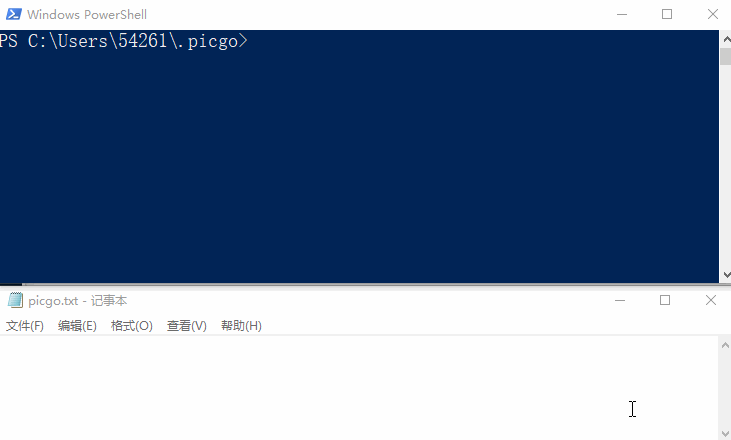 Windows PowerShell
PS C:\Users\54261\.picgo>
picgo.txt - 记事本
文件(F) 编辑(E) 格式(O) 查看(V) 帮助(H)